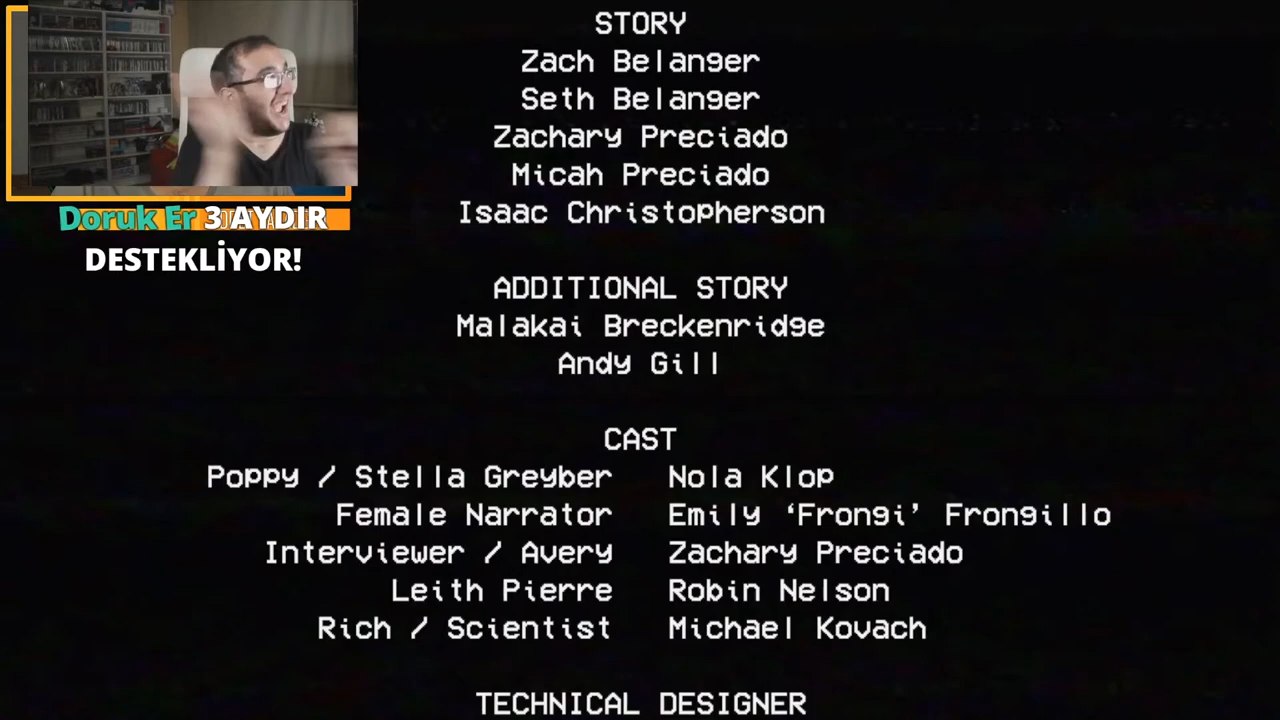 STORY
Zach Belanger
Seth Belanger
Zachary Preciado
Micah Preciado
Isaac Christopherson
Doruk Er 3 AYDIR
DESTEKLİYOR!
ADDITIONAL STORY
Malakai Breckenridge
Andy Gill
CAST
Poppy / Stella Greyber Nola Klop
Female Narrator Emily ‘Frongi’ Frongillo
Interviewer / Avery Zachary Preciado
Leith Pierre Robin Nelson
Rich / Scientist Michael Kovach
TECHNICAL DESIGNER